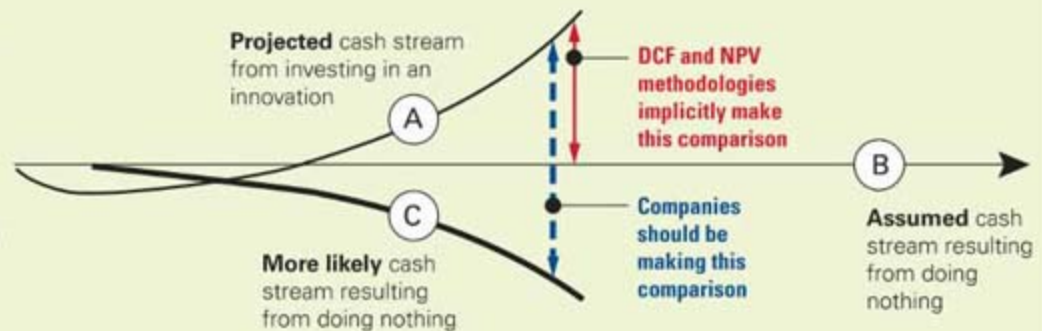 Projected cash stream
from investing in an
innovation
A
DCF and NPV
methodologies
implicitly make
this comparison
B
Assumed cash
stream resulting
from doing
nothing
C
More likely cash
stream resulting
from doing nothing
Companies
should be
making this
comparison